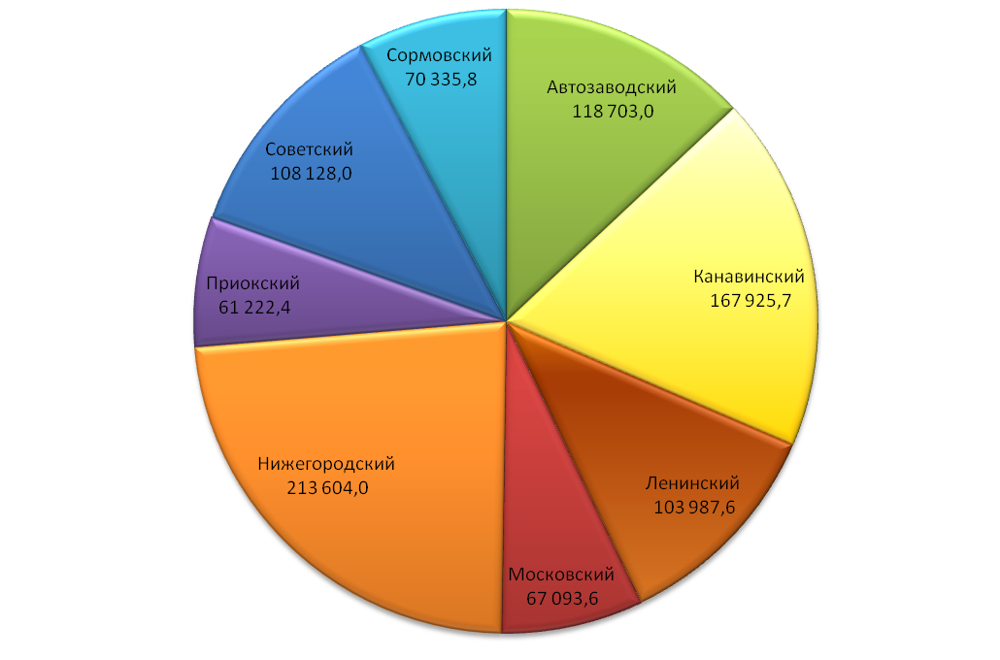 Сормовский
70 335,8
Автозаводский
118 703,0
Советский
108 128,0
Канавинский
167 925,7
Приокский
61 222,4
Нижегородский
213 604,0
Ленинский
103 987,6
Московский
67 093,6